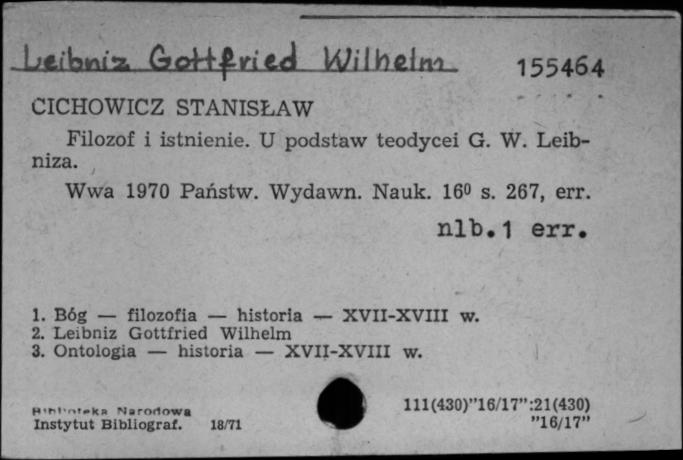 Leibniz Gottfried Wilhelm
155464
CICHOWICZ STANISŁAW
Filozof i istnienie. U podstaw teodycei G. W. Leib-
niza.
Wwa 1970 Państw. Wydawn. Nauk. 16⁰ s. 267, err.
nlb.1 err.
1. Bóg — filozofia — historia — XVII-XVIII w.
2. Leibniz Gottfried Wilhelm
3. Ontologia — historia — XVII-XVIII w.
Biblioteka Narodowa
Instytut Bibliograf. 18/71
111(430)"16/17":21(430)
"16/17"